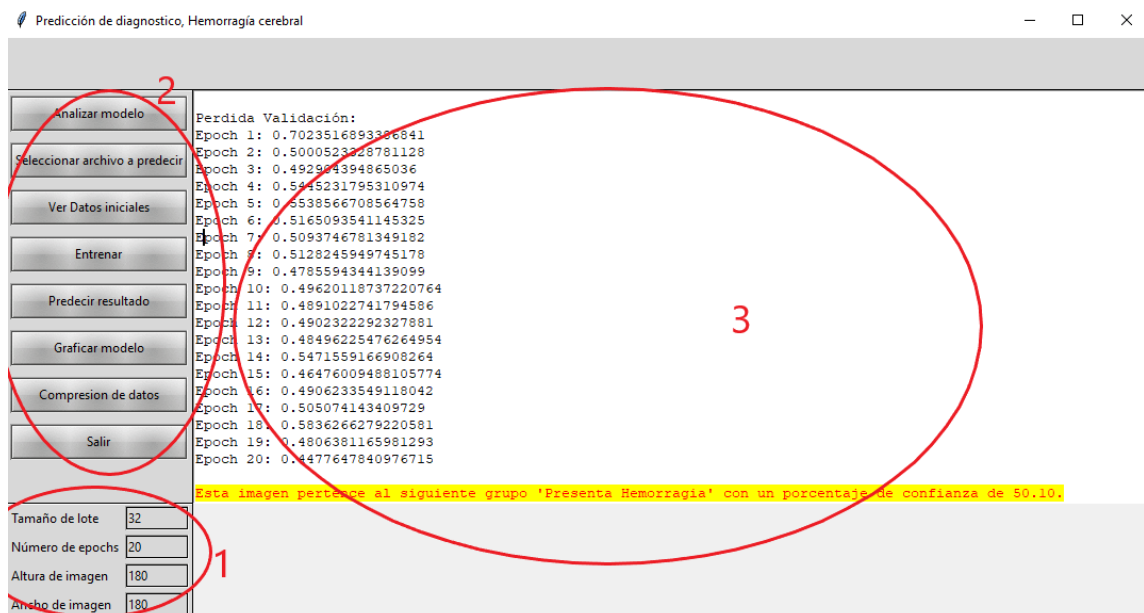 Predicción de diagnostico, Hemorragía cerebral
2
Analizar modelo
Seleccionar archivo a predecir
Ver Datos iniciales
Entrenar
Predecir resultado
Graficar modelo
Compresion de datos
Salir
Perdida Validación:
Epoch 1: 0.7023516893386841
Epoch 2: 0.5000523328781128
Epoch 3: 0.492904394865036
Epoch 4: 0.5445231795310974
Epoch 5: 0.5538566708564758
Epoch 6: 0.5165093541145325
Epoch 7: 0.5093746781349182
Epoch 8: 0.5128245949745178
Epoch 9: 0.4785594344139099
Epoch 10: 0.49620118737220764
Epoch 11: 0.4891022741794586
Epoch 12: 0.4902322292327881
Epoch 13: 0.48496225476264954
Epoch 14: 0.5471559166908264
Epoch 15: 0.46476009488105774
Epoch 16: 0.4906233549118042
Epoch 17: 0.505074143409729
Epoch 18: 0.5836266279220581
Epoch 19: 0.4806381165981293
Epoch 20: 0.4477647840976715
3
Esta imagen pertence al siguiente grupo 'Presenta Hemorragia' con un porcentaje de confianza de 50.10.
Tamaño de lote 32
Número de epochs 20
Altura de imagen 180
Ancho de imagen 180
1